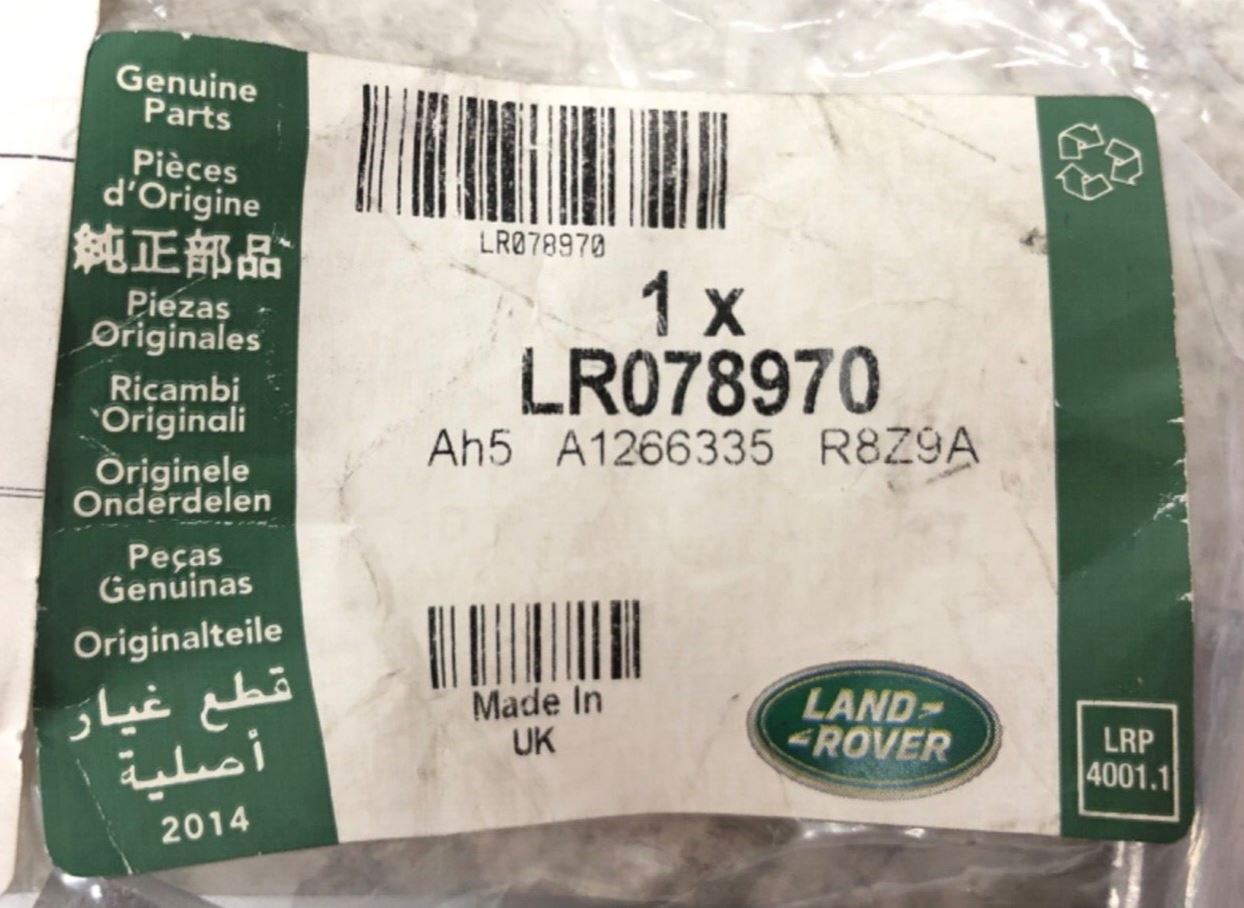 Genuine
Parts
Pièces
d'Origine
純正部品
Piezas
Originales
Ricambi
Originali
Originele
Onderdelen
Peças
Genuinas
Originalteile
قطع غيار
أصلية
2014
LR078970
1 x
LR078970
Ah5 A1266335 R8Z9A
Made In
UK
LAND-
-ROVER
LRP
4001.1